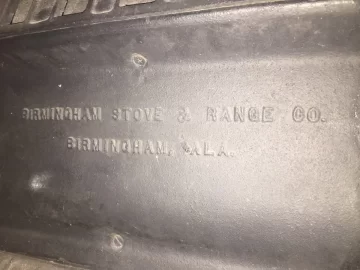 BIRMINGHAM STOVE & RANGE CO.
BIRMINGHAM, ALA.